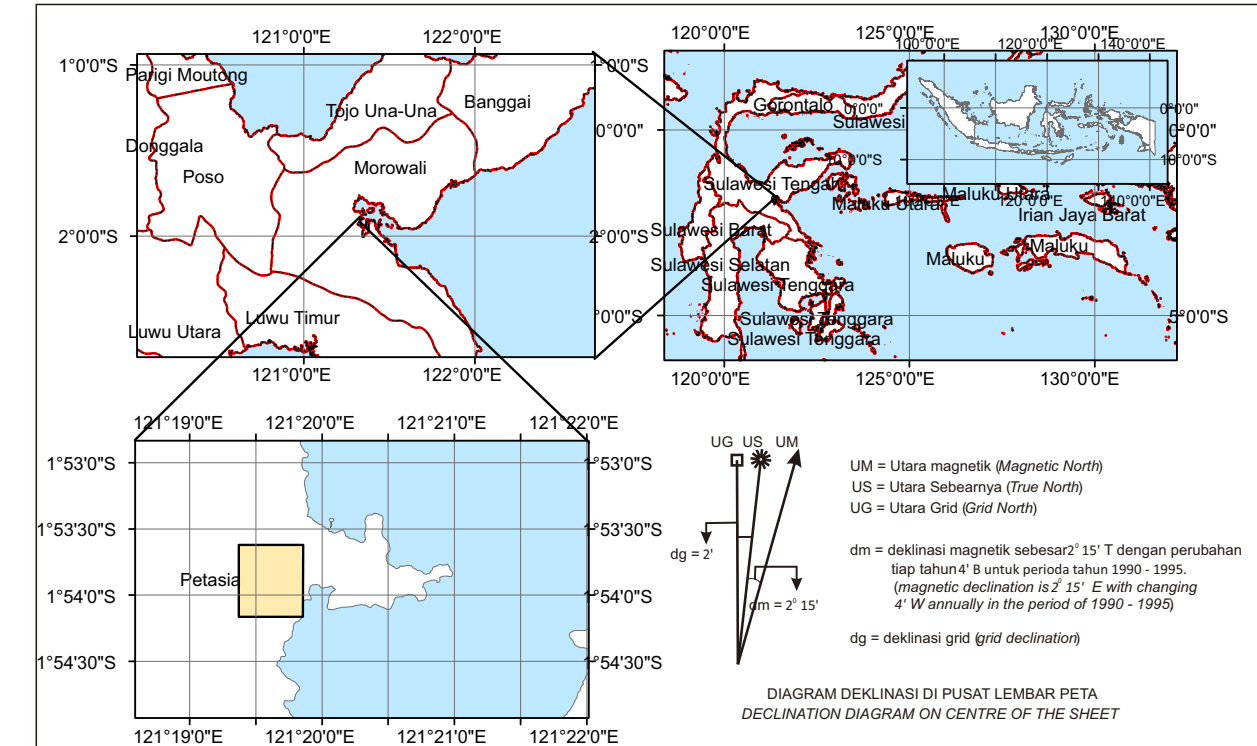 121°0'0"E 122°0'0"E
1°0'0"S
Parigi Moutong
Tojo Una-Una
Banggai
Donggala
Poso
Morowali
2°0'0"S
Luwu Utara
Luwu Timur
121°0'0"E 122°0'0"E
120°0'0"E 125°0'0"E 130°0'0"E
100°0'0"E 120°0'0"E 140°0'0"E
0°0'0"
10°0'0"S
0°0'0"
10°0'0"S
100°0'0"E 120°0'0"E 140°0'0"E
Gorontalo
Sulawesi
Sulawesi Tengah
Maluku Utara
Maluku Utara
Irian Jaya Barat
Sulawesi Barat
Maluku
Maluku
Sulawesi Selatan
Sulawesi Tenggara
Sulawesi Tenggara
Sulawesi Tenggara
0°0'0"
5°0'0"S
120°0'0"E 125°0'0"E 130°0'0"E
121°19'0"E 121°20'0"E 121°21'0"E 121°22'0"E
1°53'0"S
1°53'30"S
1°54'0"S
1°54'30"S
Petasia
1°53'0"S
1°53'30"S
1°54'0"S
1°54'30"S
121°19'0"E 121°20'0"E 121°21'0"E 121°22'0"E
UG US UM
dg = 2'
dm = 2⁰ 15'
UM = Utara magnetik (Magnetic North)
US = Utara Sebearnya (True North)
UG = Utara Grid (Grid North)
dm = deklinasi magnetik sebesar2⁰ 15' T dengan perubahan
tiap tahun4' B untuk perioda tahun 1990 - 1995.
(magnetic declination is 2⁰ 15' E with changing
4' W annually in the period of 1990 - 1995)
dg = deklinasi grid (grid declination)
DIAGRAM DEKLINASI DI PUSAT LEMBAR PETA
DECLINATION DIAGRAM ON CENTRE OF THE SHEET